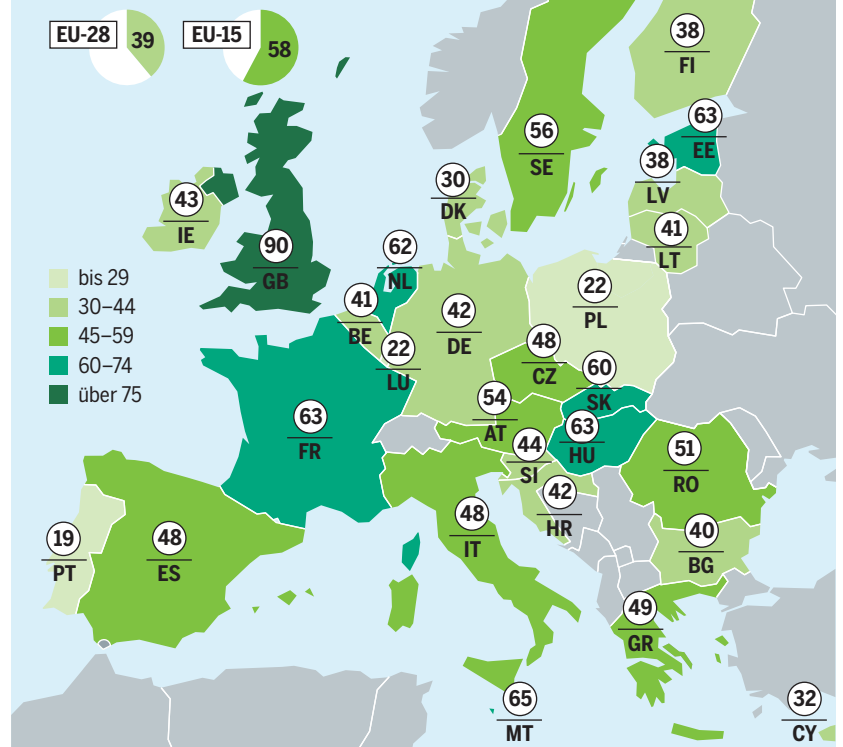 EU-28 39
EU-15 58
38
FI
63
EE
56
SE
38
LV
30
DK
43
IE
41
LT
90
GB
62
NL
bis 29
30–44
45–59
60–74
über 75
22
PL
41
BE
42
DE
22
LU
48
CZ
60
SK
54
AT
63
FR
63
HU
44
SI
51
RO
42
HR
19
PT
48
ES
48
IT
40
BG
49
GR
65
MT
32
CY